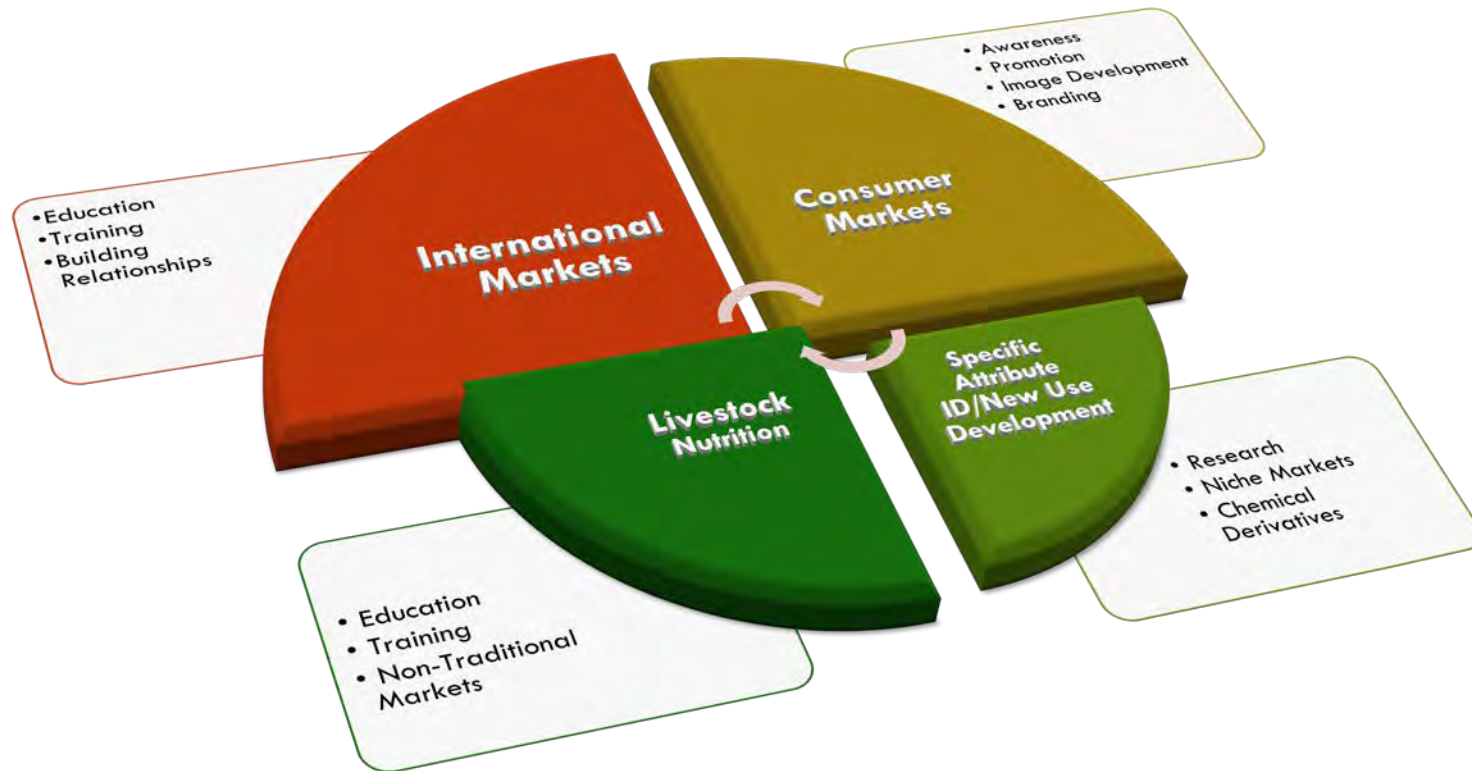 • Awareness
• Promotion
• Image Development
• Branding
Consumer
Markets
•Education
•Training
•Building
Relationships
International
Markets
Specific
Attribute
ID/New Use
Development
Livestock
Nutrition
• Research
• Niche Markets
• Chemical
Derivatives
• Education
• Training
• Non-Traditional
Markets